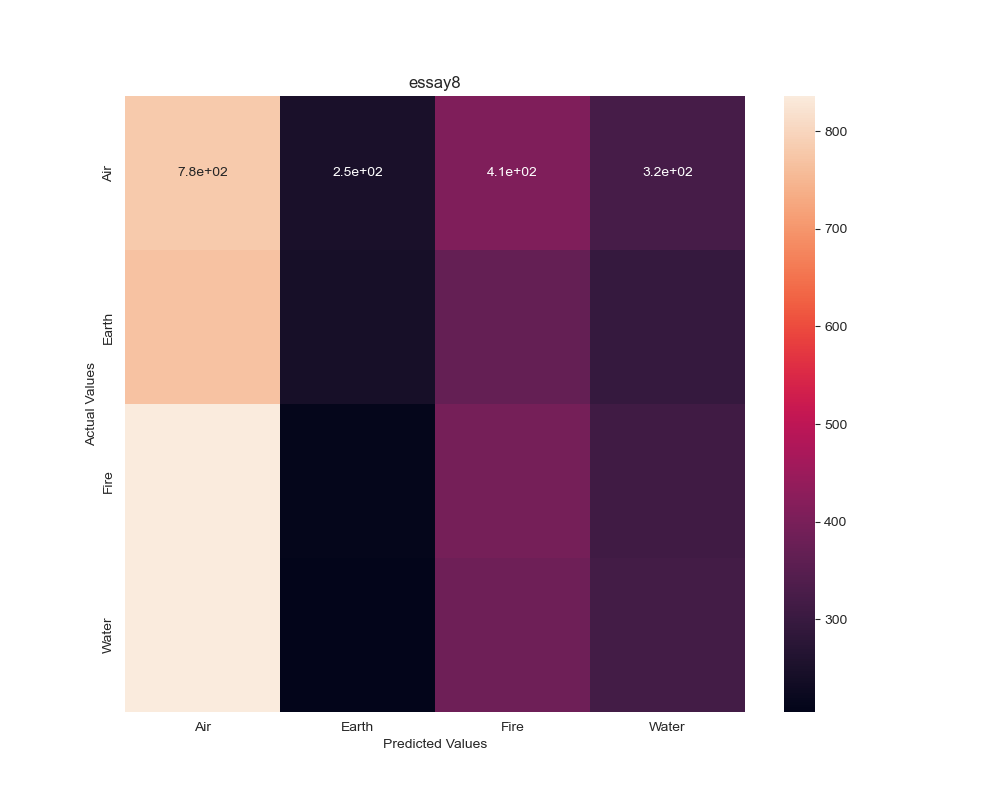 essay8
Air
7.8e+02
2.5e+02
4.1e+02
3.2e+02
Earth
Fire
Water
Actual Values
Air
Earth
Fire
Water
Predicted Values
800
700
600
500
400
300